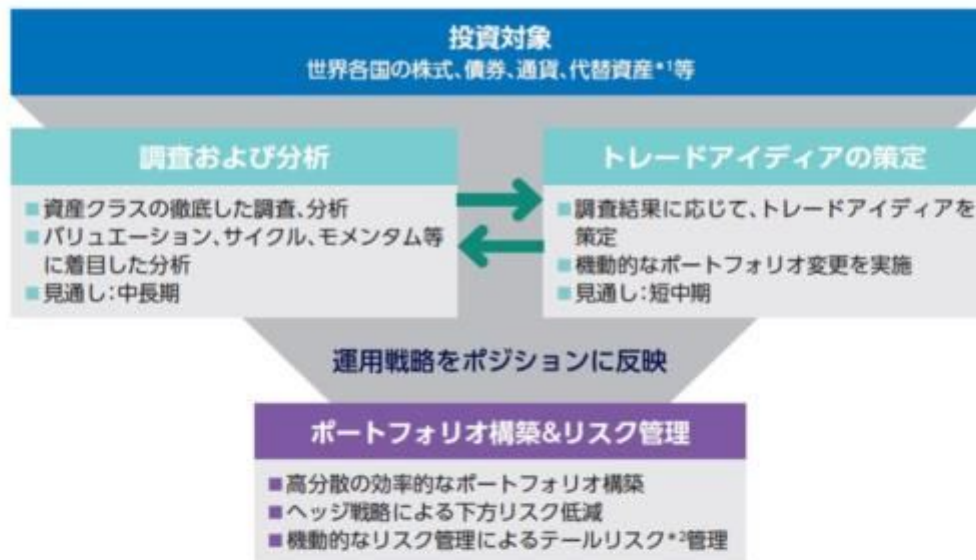 投資対象
世界各国の株式、債券、通貨、代替資産*1等
調査および分析
■資産クラスの徹底した調査、分析
■バリュエーション、サイクル、モメンタム等
に着目した分析
■見通し：中長期
トレードアイディアの策定
■調査結果に応じて、トレードアイディアを
策定
■機動的なポートフォリオ変更を実施
■見通し：短中期
運用戦略をポジションに反映
ポートフォリオ構築&リスク管理
■高分散の効率的なポートフォリオ構築
■ヘッジ戦略による下方リスク低減
■機動的なリスク管理によるテールリスク*2管理